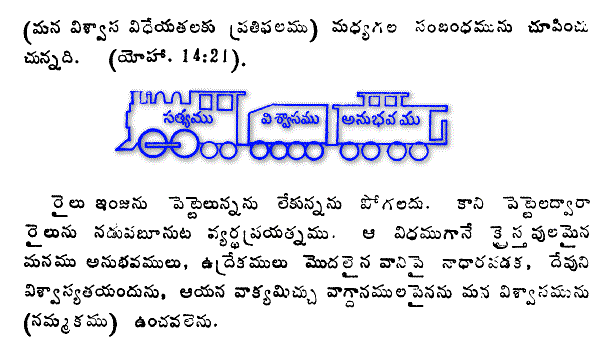 (మన విశ్వాస విధేయతలకు ప్రతిఫలము) మధ్యగల సంబంధమును చూపించు
చున్నది. (యోహా. 14:21).
సత్యము విశ్వాసము అనుభవము
రైలు ఇంజను పెట్టెలున్నను లేకున్నను పోగలదు. కాని పెట్టెలద్వారా
రైలును నడుపబూనుట వ్యర్థప్రయత్నము. ఆ విధముగానే క్రైస్తవులమైన
మనము అనుభవములు, ఉద్రేకములు మొదలైన వానిపై నాధారపడక, దేవుని
విశ్వాస్యతయందును, ఆయన వాక్యమిచ్చు వాగ్దానములపైనను మన విశ్వాసమును
(నమ్మకము) ఉంచవలెను.